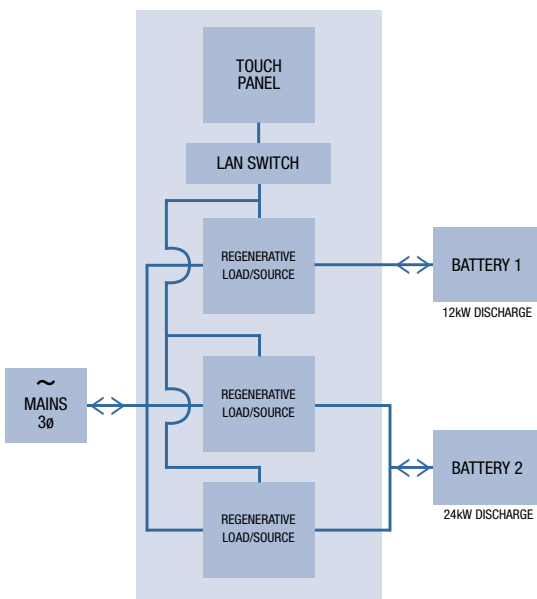 TOUCH
PANEL
LAN SWITCH
REGENERATIVE
LOAD/SOURCE
BATTERY 1
12kW DISCHARGE
~
MAINS
3ø
REGENERATIVE
LOAD/SOURCE
BATTERY 2
24kW DISCHARGE
REGENERATIVE
LOAD/SOURCE